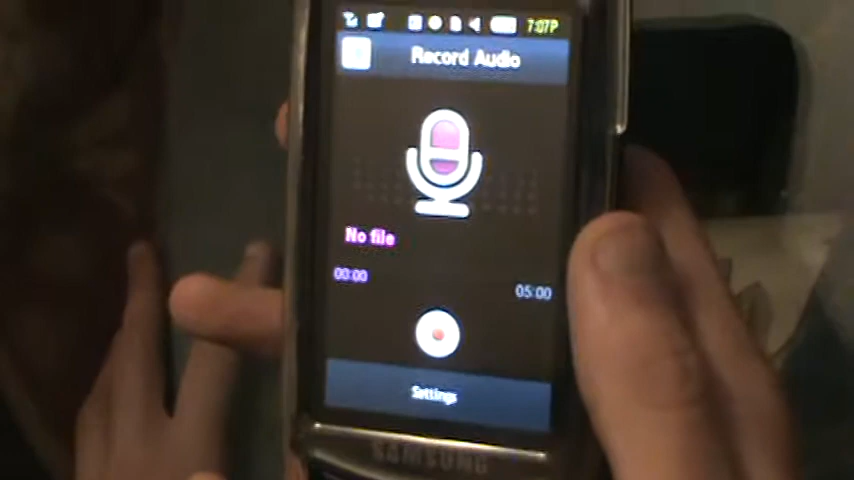 7:07P
Record Audio
No file
00:00
05:00
Settings
SAMSUNG